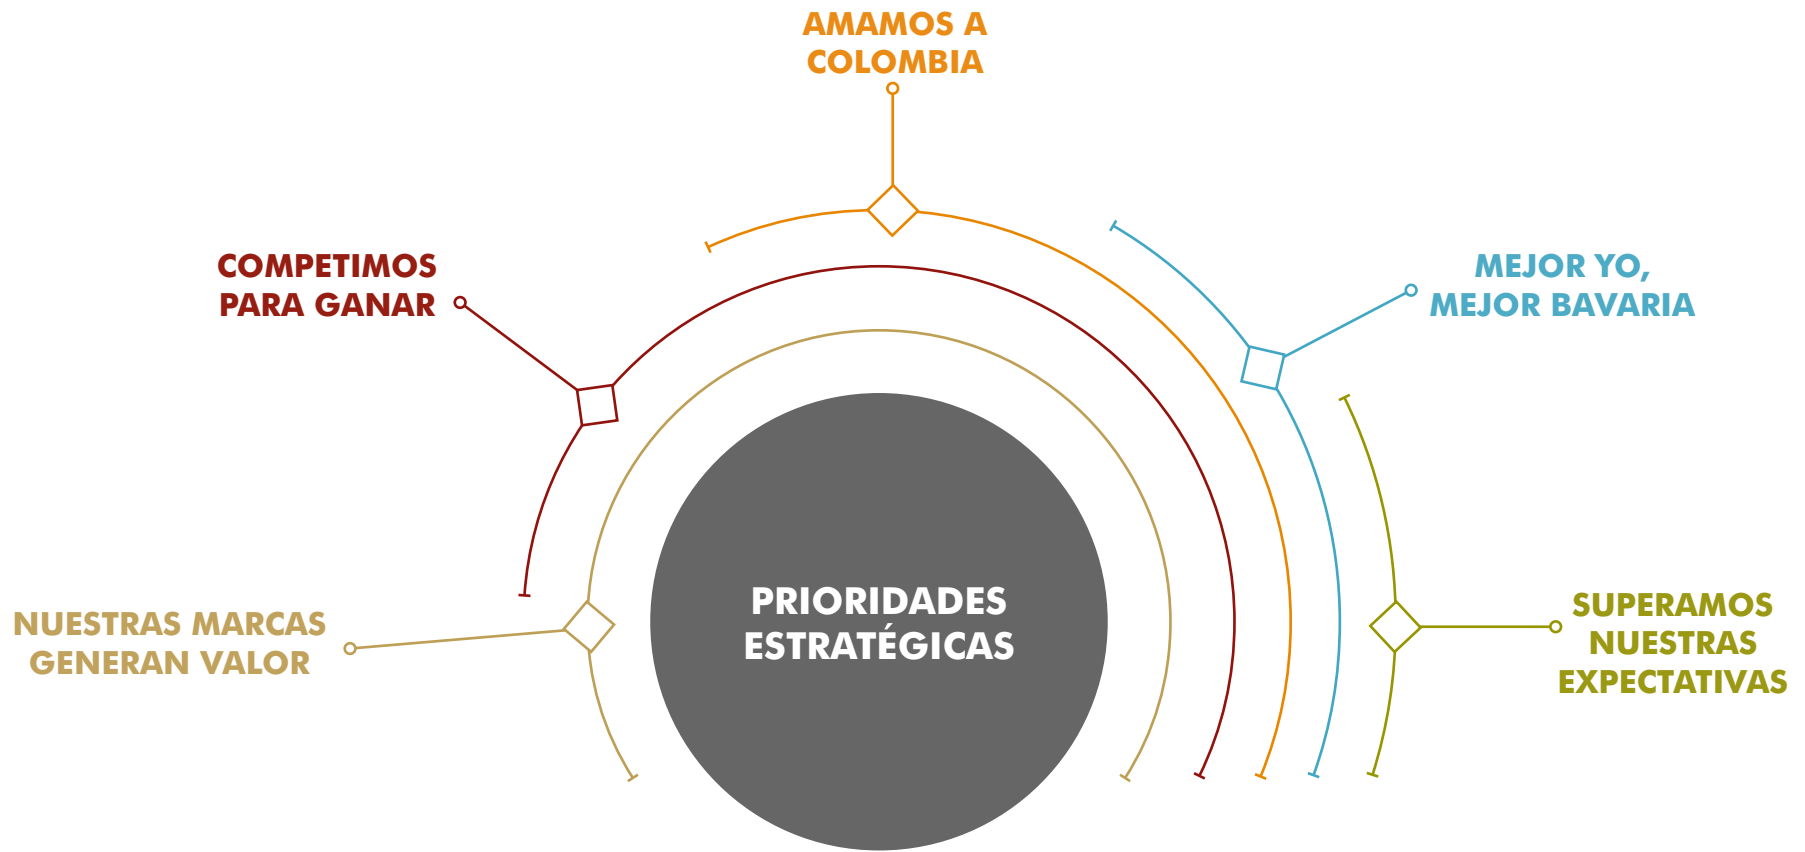 AMAMOS A
COLOMBIA
COMPETIMOS
PARA GANAR
MEJOR YO,
MEJOR BAVARIA
NUESTRAS MARCAS
GENERAN VALOR
PRIORIDADES
ESTRATÉGICAS
SUPERAMOS
NUESTRAS
EXPECTATIVAS